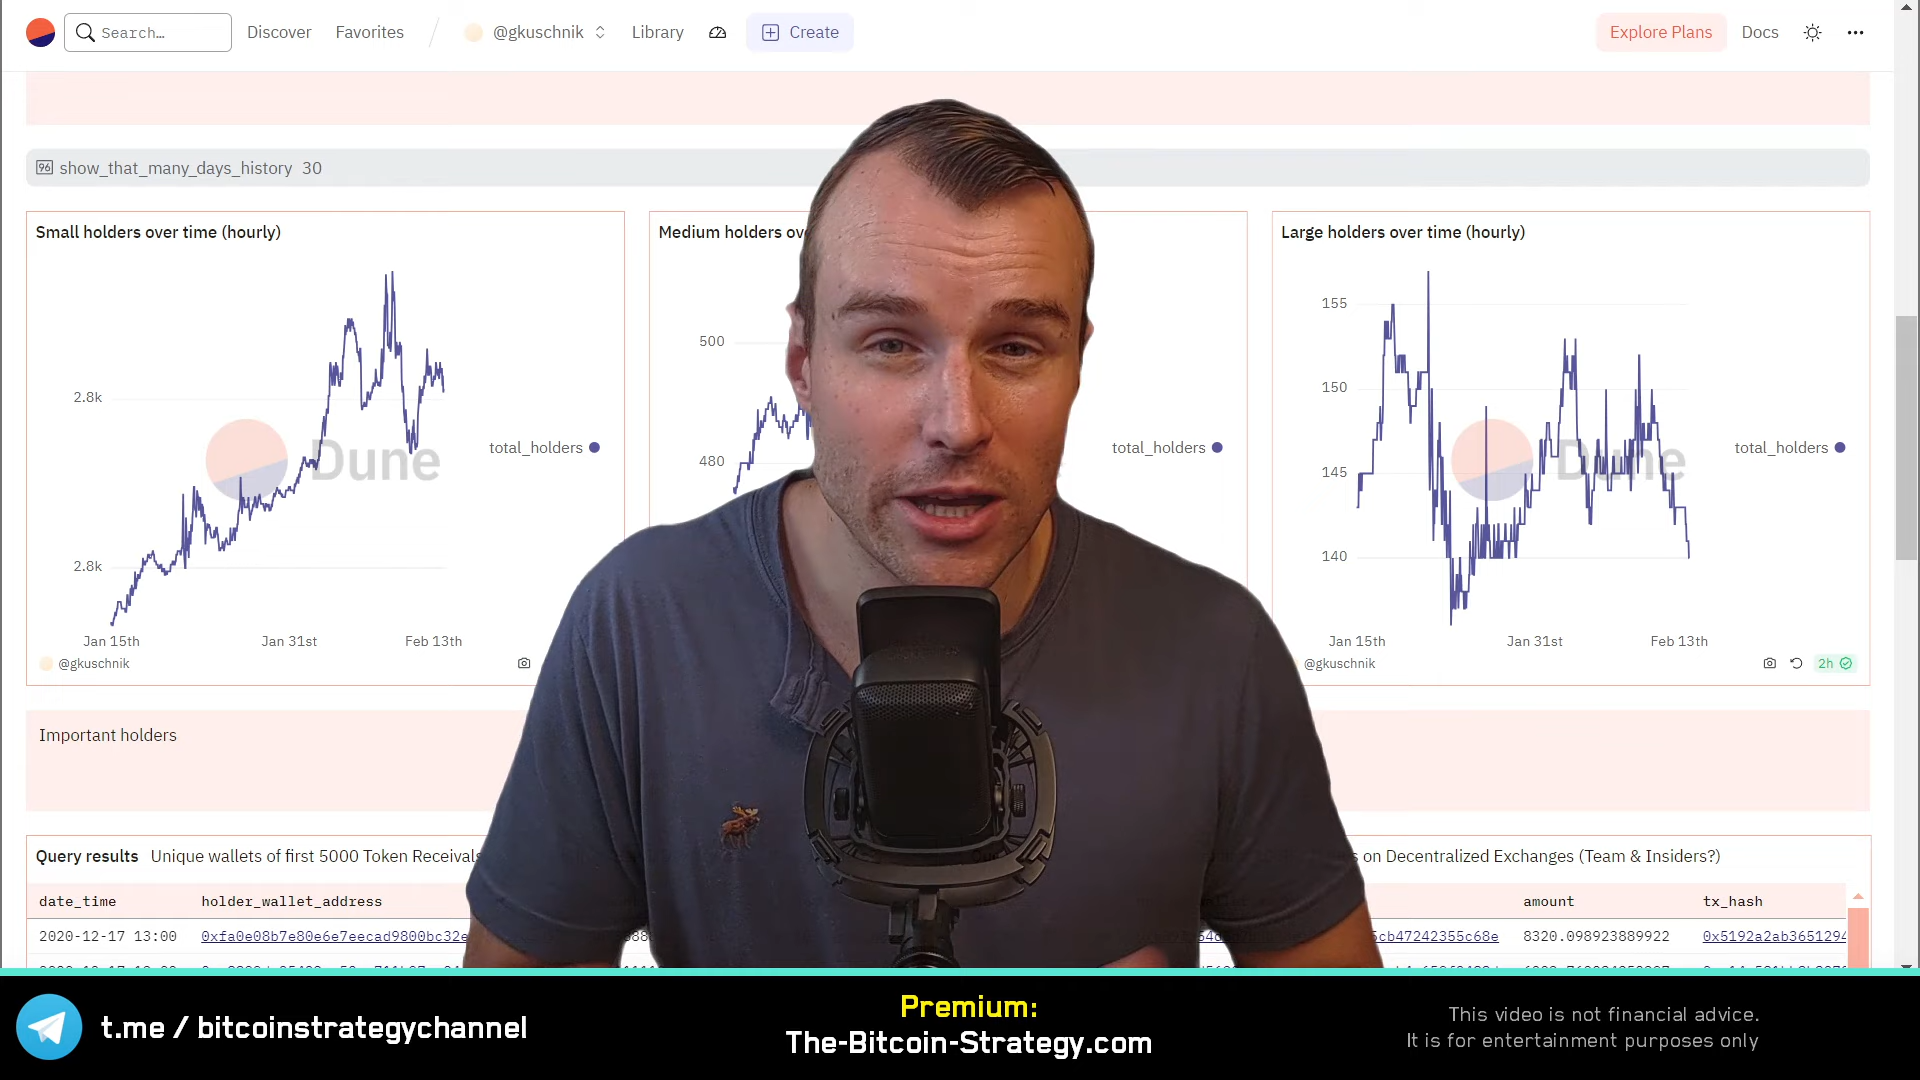 Search…
Discover
Favorites
@gkuschnik
Library
Create
Explore Plans
Docs
show_that_many_days_history 30
Small holders over time (hourly)
2.8k
2.8k
Dune
total_holders
Jan 15th
Jan 31st
Feb 13th
@gkuschnik
Medium holders ov
500
480
total_holders
Large holders over time (hourly)
155
150
145
140
Dune
total_holders
Jan 15th
Jan 31st
Feb 13th
@gkuschnik
2h
Important holders
Query results Unique wallets of first 5000 Token Receivals
on Decentralized Exchanges (Team & Insiders?)
date_time
holder_wallet_address
amount
tx_hash
2020-12-17 13:00
0xfa0e08b7e80e6e7eecad9800bc32e
5cb47242355c68e
8320.098923889922
0x5192a2ab3651294
t.me / bitcoinstrategychannel
Premium:
The-Bitcoin-Strategy.com
This video is not financial advice.
It is for entertainment purposes only